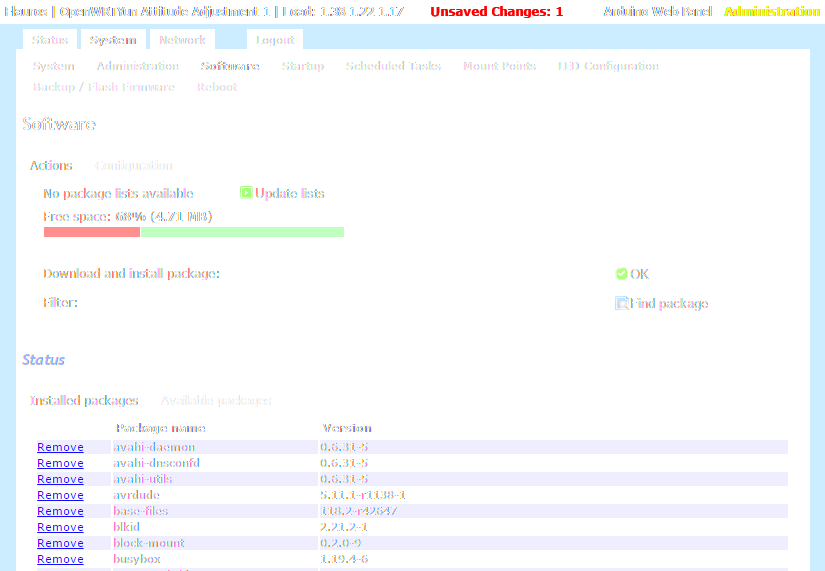 Hauros | OpenWRTYun Attitude Adjustment 1 | Load: 1.38 1.22 1.17 Unsaved Changes: 1 Arduino Web Panel Administration
Status System Network Logout
System Administration Software Startup Scheduled Tasks Mount Points LED Configuration
Backup / Flash Firmware Reboot
Software
Actions Configuration
No package lists available Update lists
Free space: 68% (4.71 MB)
Download and install package: OK
Filter: Find package
Status
Installed packages Available packages
Package name Version
Remove avahi-daemon 0.6.31-5
Remove avahi-dnsconfd 0.6.31-5
Remove avahi-utils 0.6.31-5
Remove avrdude 5.11.1-r1138-1
Remove base-files 118.2-r42647
Remove blkid 2.21.2-1
Remove block-mount 0.2.0-9
Remove busybox 1.19.4-6